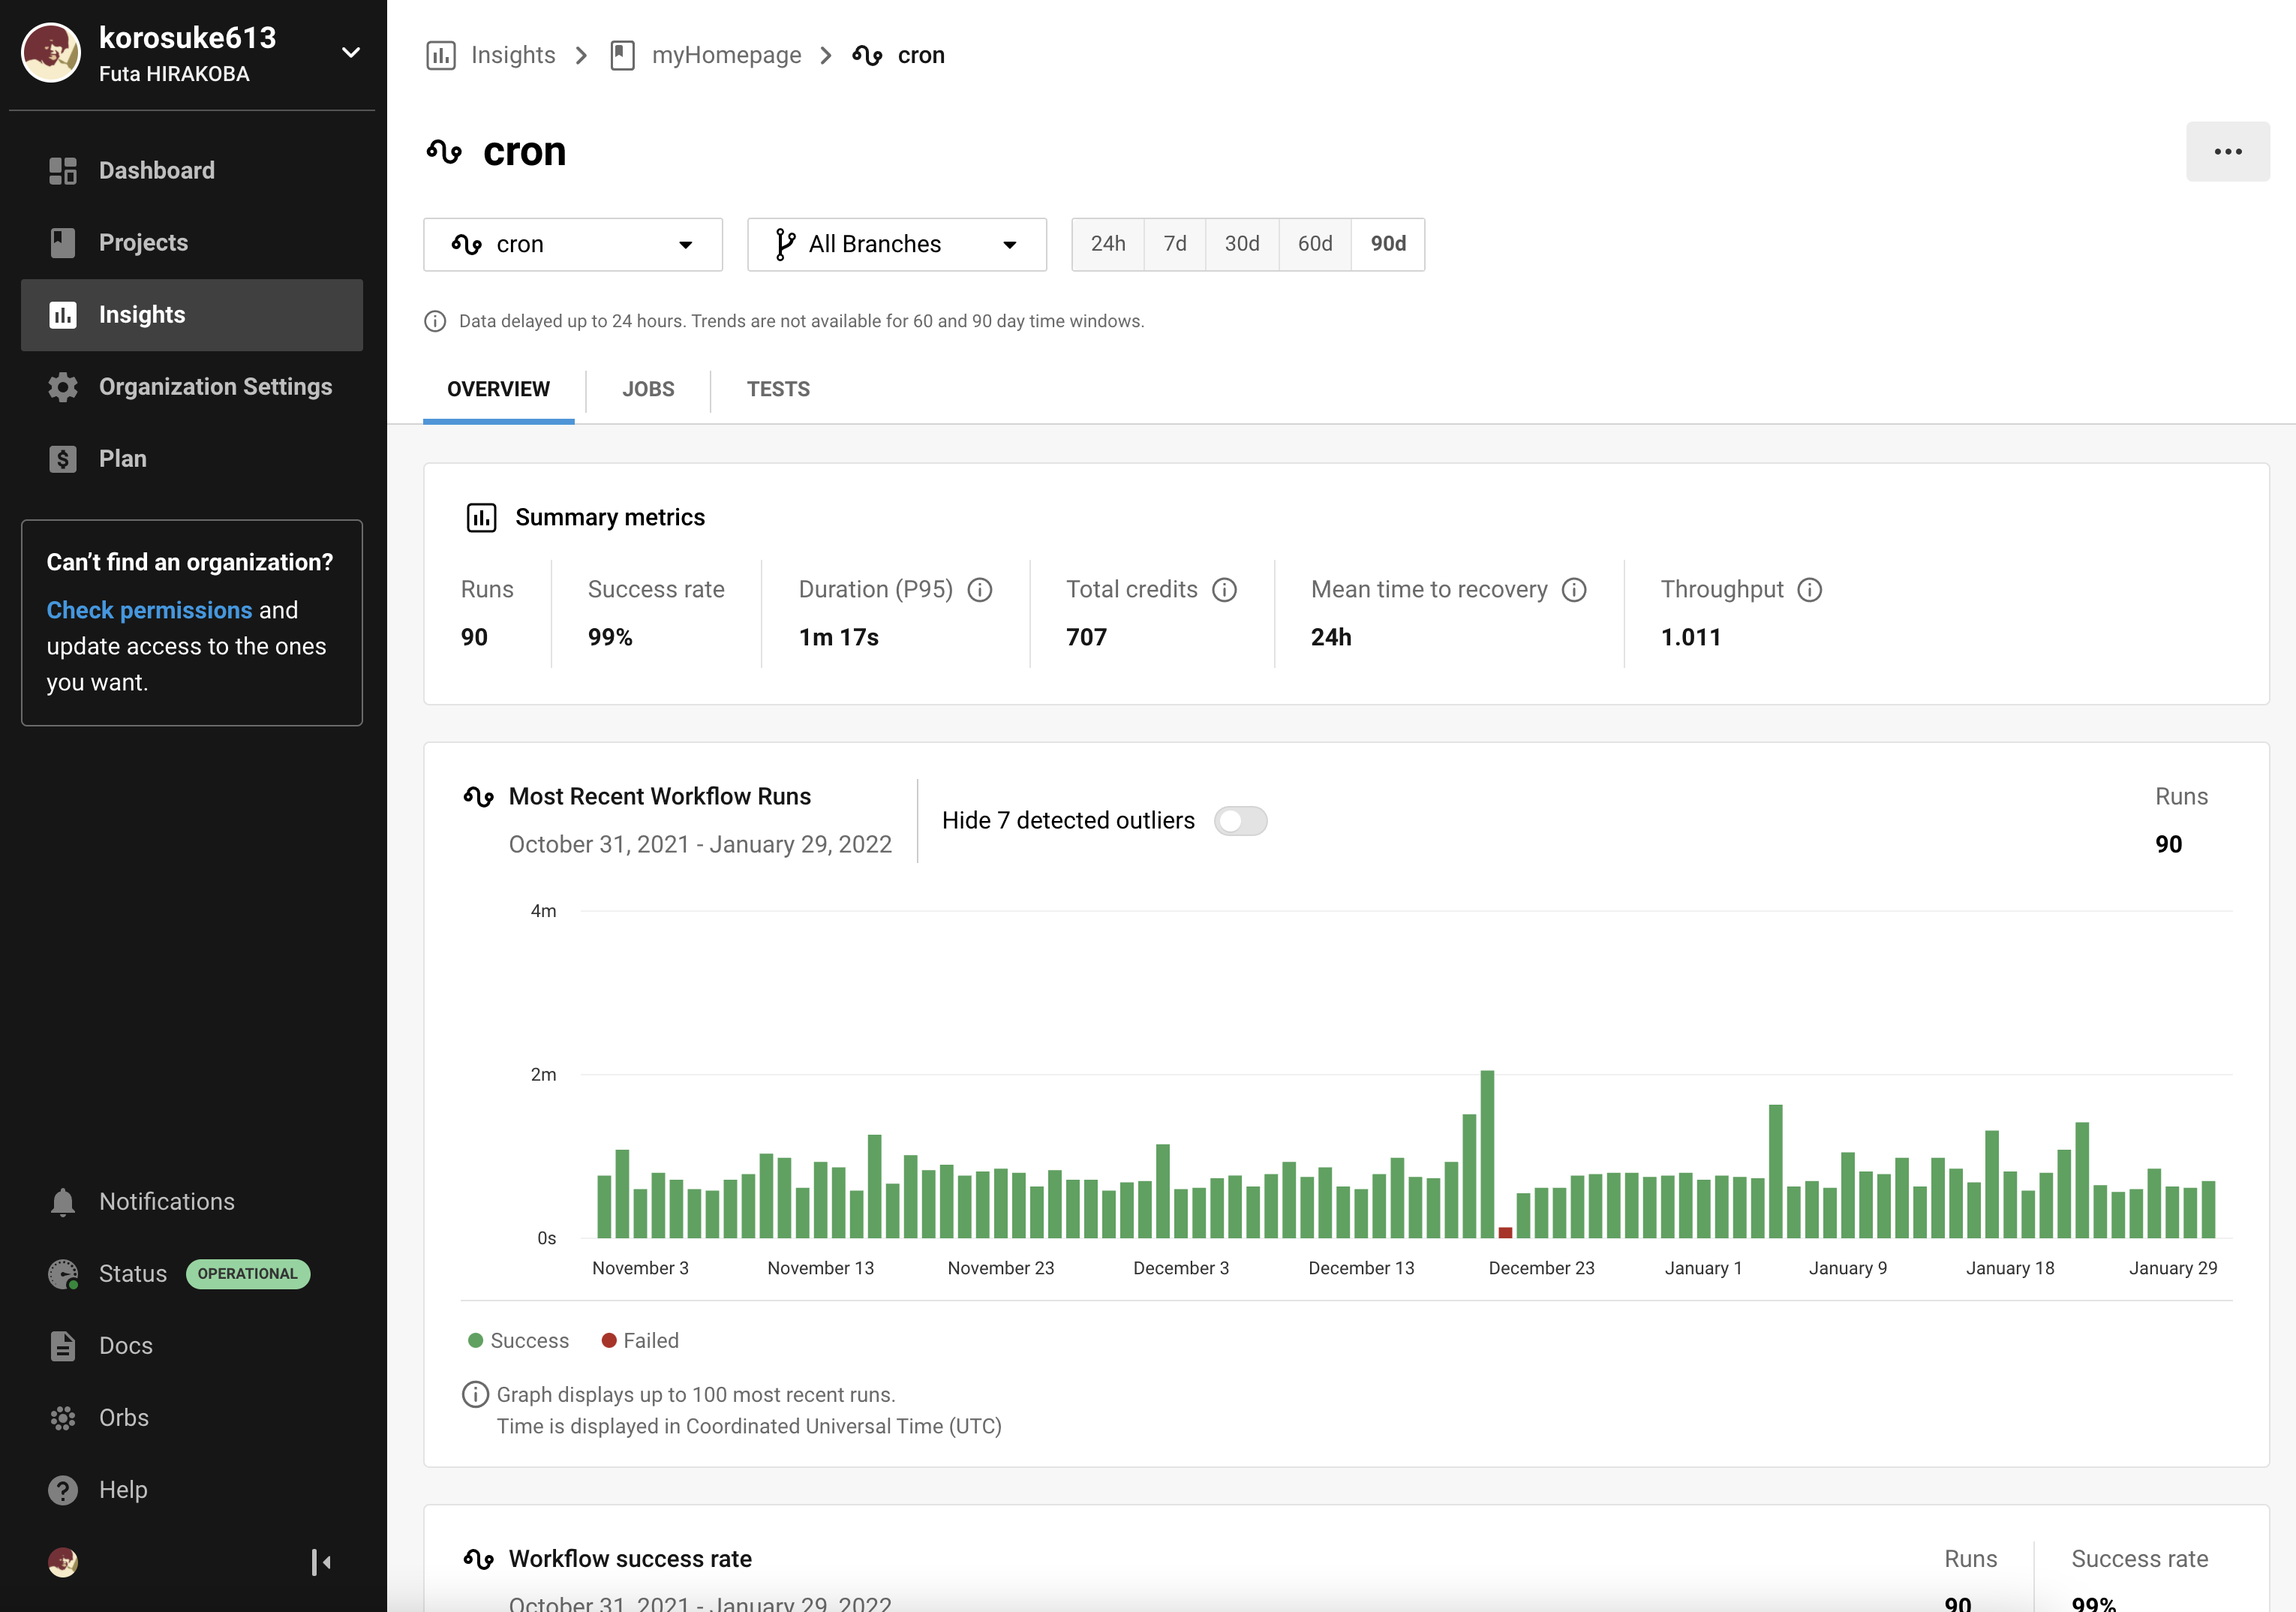 korosuke613
Futa HIRAKOBA
Dashboard
Projects
Insights
Organization Settings
Plan
Can’t find an organization?
Check permissions and
update access to the ones
you want.
Notifications
Status OPERATIONAL
Docs
Orbs
Help
Insights myHomepage cron
cron
cron All Branches 24h 7d 30d 60d 90d
Data delayed up to 24 hours. Trends are not available for 60 and 90 day time windows.
OVERVIEW JOBS TESTS
Summary metrics
Runs Success rate Duration (P95) Total credits Mean time to recovery Throughput
90 99% 1m 17s 707 24h 1.011
Most Recent Workflow Runs
October 31, 2021 - January 29, 2022
Hide 7 detected outliers
Runs
90
4m
2m
0s
November 3 November 13 November 23 December 3 December 13 December 23 January 1 January 9 January 18 January 29
Success Failed
Graph displays up to 100 most recent runs.
Time is displayed in Coordinated Universal Time (UTC)
Workflow success rate
October 31, 2021 - January 29, 2022
Runs Success rate
90 99%